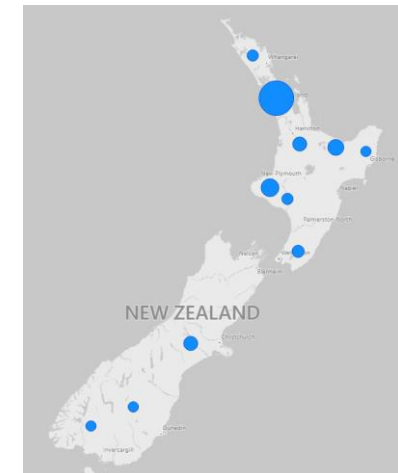 Whangarei
Hamilton
Gisborne
New Plymouth
Napier
Palmerston North
Nelson
Blenheim
NEW ZEALAND
Christchurch
Dunedin
Invercargill